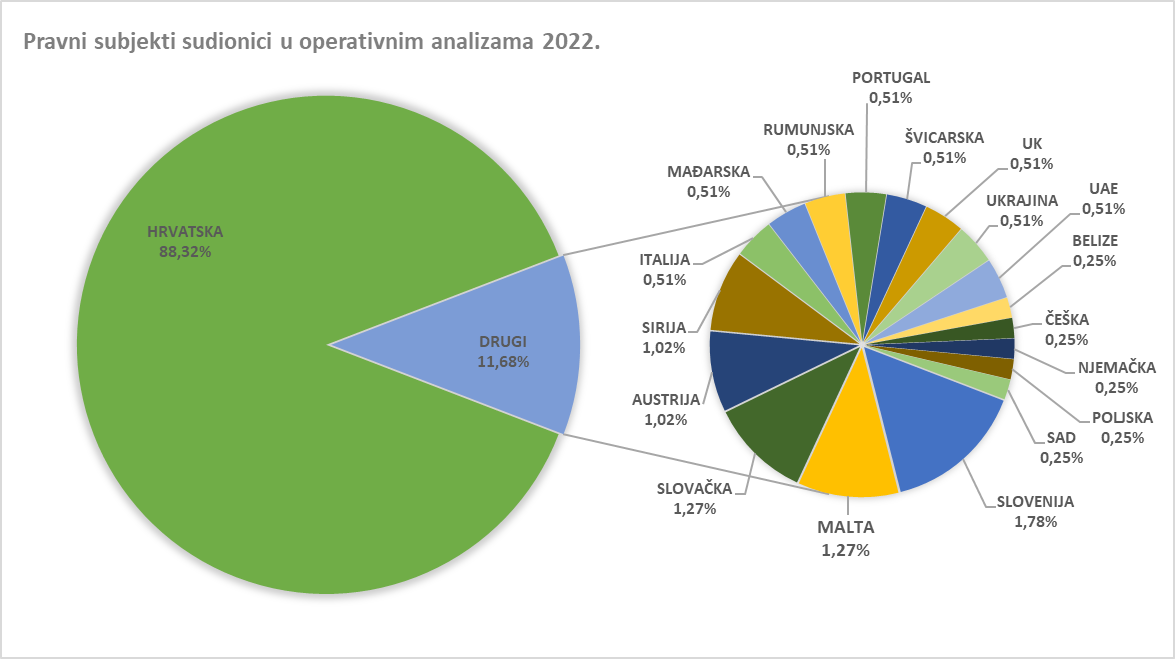 Pravni subjekti sudionici u operativnim analizama 2022.
HRVATSKA
88,32%
DRUGI
11,68%
PORTUGAL
0,51%
RUMUNJSKA
0,51%
MAĐARSKA
0,51%
ITALIJA
0,51%
SIRIJA
1,02%
AUSTRIJA
1,02%
SLOVAČKA
1,27%
MALTA
1,27%
ŠVICARSKA
0,51%
UK
0,51%
UKRAJINA
0,51%
UAE
0,51%
BELIZE
0,25%
ČEŠKA
0,25%
NJEMAČKA
0,25%
POLJSKA
0,25%
SAD
0,25%
SLOVENIJA
1,78%